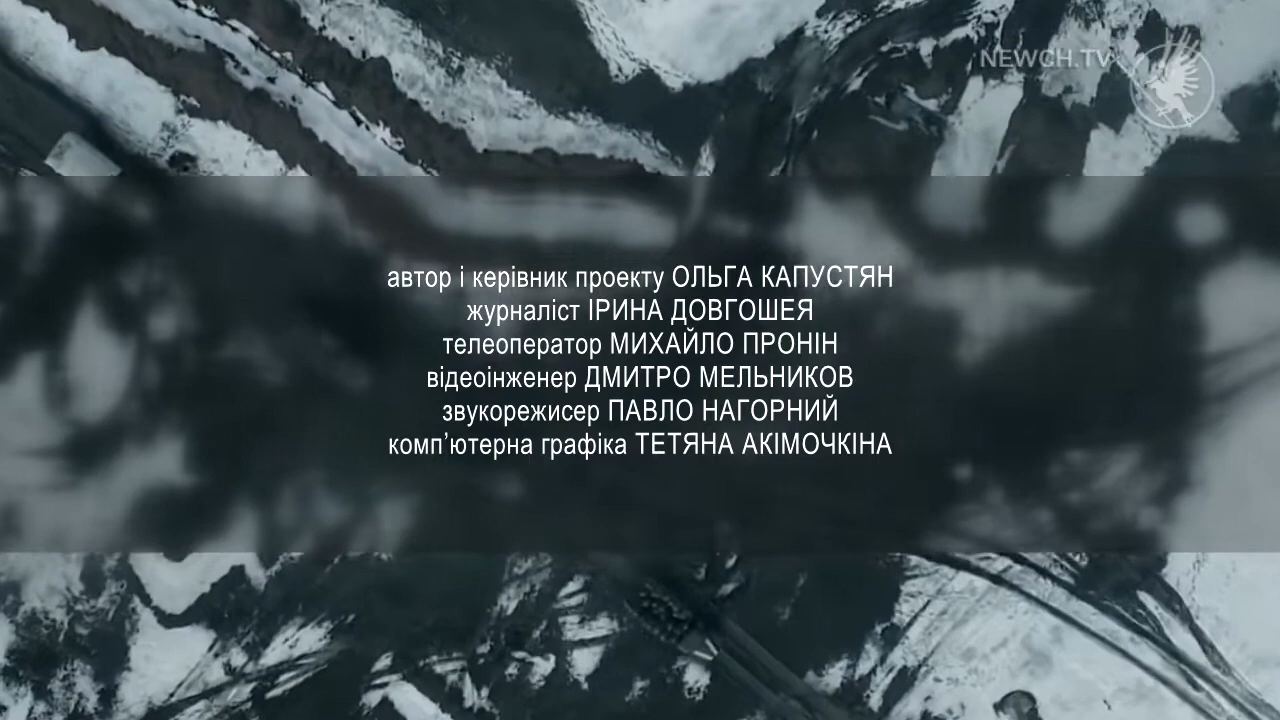 NEWCH.TV
автор і керівник проекту ОЛЬГА КАПУСТЯН
журналіст ІРИНА ДОВГОШЕЯ
телеоператор МИХАЙЛО ПРОНІН
відеоінженер ДМИТРО МЕЛЬНИКОВ
звукорежисер ПАВЛО НАГОРНИЙ
комп’ютерна графіка ТЕТЯНА АКІМОЧКІНА